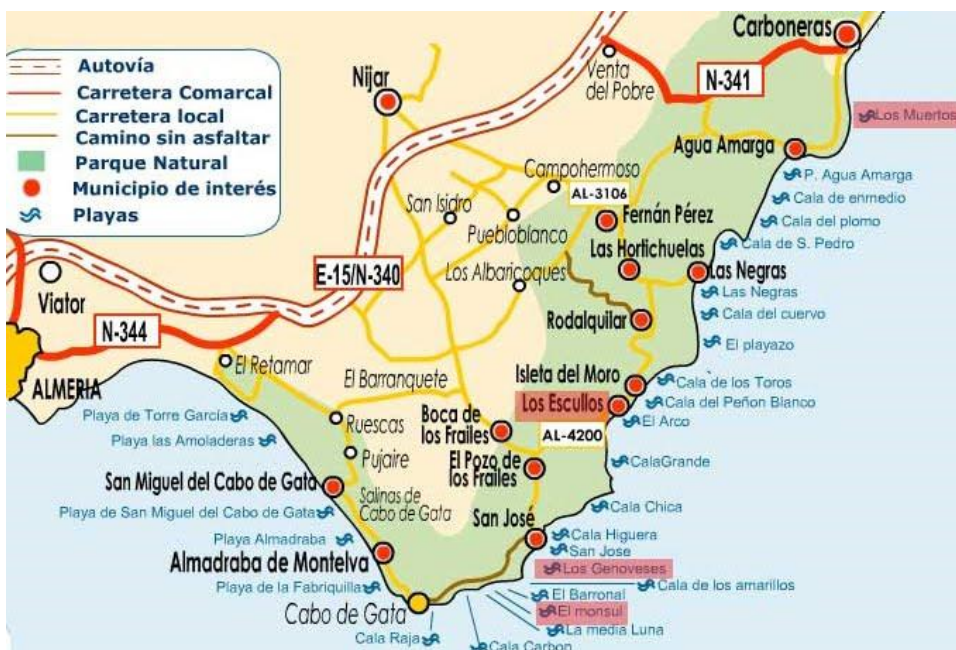 Autovía
Carretera Comarcal
Carretera local
Camino sin asfaltar
Parque Natural
Municipio de interés
Playas
Carboneras
Venta
del Pobre
N-341
Nijar
Los Muertos
Agua Amarga
P. Agua Amarga
Cala de enmedio
Cala del plomo
Cala de S. Pedro
Campohermoso
AL-3106
San Isidro
Puebloblanco
Fernán Pérez
Las Hortichuelas
Los Albaricoques
E-15/N-340
Las Negras
Las Negras
Cala del cuervo
El playazo
Viator
N-344
ALMERIA
Rodalquilar
El Retamar
El Barranquete
Isleta del Moro
Cala de los Toros
Los Escullos
Cala del Peñon Blanco
El Arco
Playa de Torre García
Ruescas
Boca de
los Frailes
AL-4200
Playa las Amoladeras
Pujaire
El Pozo de
los Frailes
CalaGrande
San Miguel del Cabo de Gata
Salinas de
Cabo de Gata
Playa de San Miguel del Cabo de Gata
San José
Cala Chica
Playa Almadraba
Cala Higuera
San Jose
Almadraba de Montelva
Los Genoveses
Playa de la Fabriquilla
Cala de los amarillos
El Barronal
Cabo de Gata
El monsul
La media Luna
Cala Raja
Cala Carbon